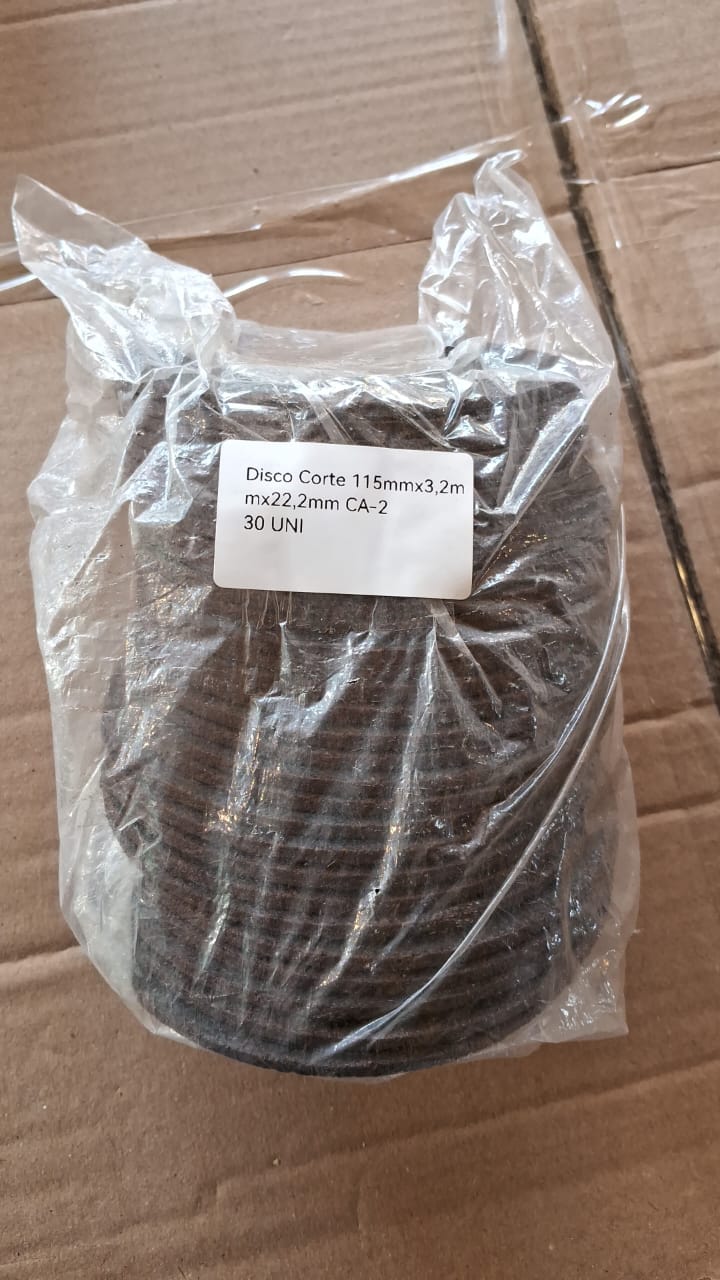 Disco Corte 115mmx3,2m
mx22,2mm CA-2
30 UNI